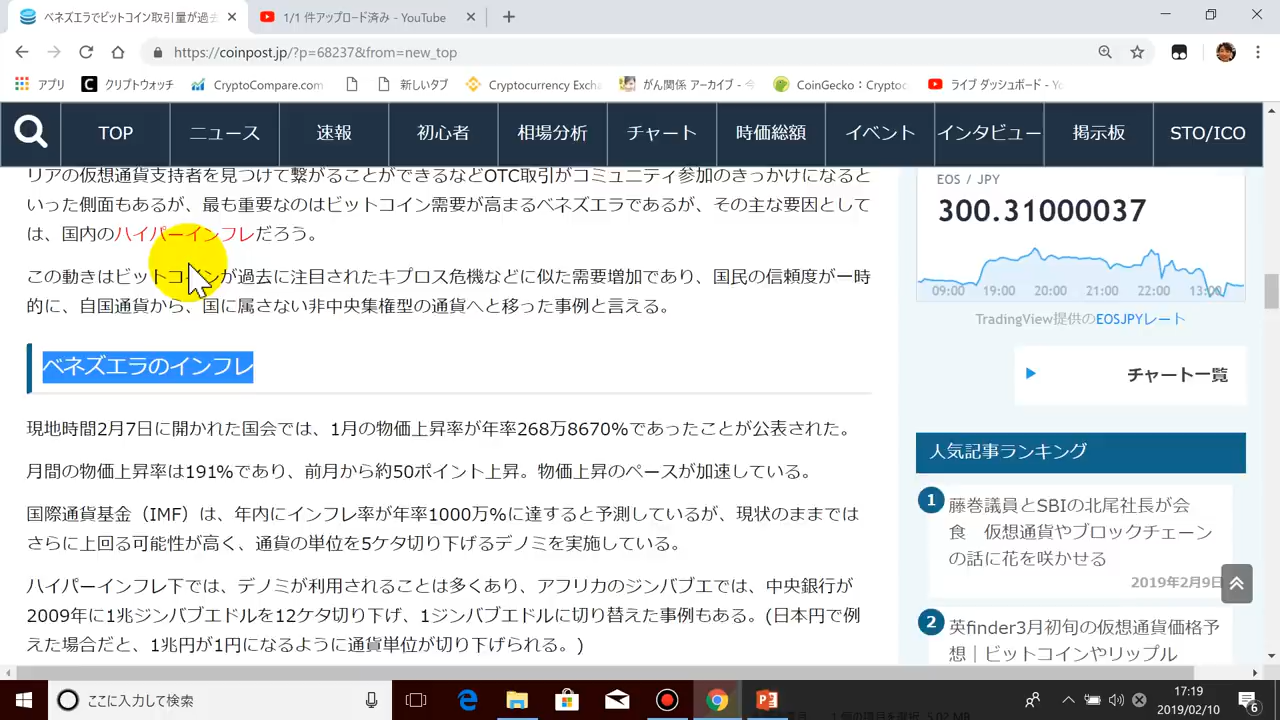 ベネズエラでビットコイン取引量が過去
1/1 件アップロード済み - YouTube
https://coinpost.jp/?p=68237&from=new_top
アプリ
クリプトウォッチ
CryptoCompare.com
新しいタブ
Cryptocurrency Excha
がん関係 アーカイブ - 今
CoinGecko : Cryptoc
ライブ ダッシュボード - Yo
TOP
ニュース
速報
初心者
相場分析
チャート
時価総額
イベント
インタビュー
掲示板
STO/ICO
リアの仮想通貨支持者を見つけて繋がることができるなどOTC取引がコミュニティ参加のきっかけになると
いった側面もあるが、最も重要なのはビットコイン需要が高まるベネズエラであるが、その主な要因として
は、国内のハイパーインフレだろう。
この動きはビットコインが過去に注目されたキプロス危機などに似た需要増加であり、国民の信頼度が一時
的に、自国通貨から、国に属さない非中央集権型の通貨へと移った事例と言える。
ベネズエラのインフレ
現地時間2月7日に開かれた国会では、1月の物価上昇率が年率268万8670%であったことが公表された。
月間の物価上昇率は191%であり、前月から約50ポイント上昇。物価上昇のペースが加速している。
国際通貨基金（IMF）は、年内にインフレ率が年率1000万%に達すると予測しているが、現状のままでは
さらに上回る可能性が高く、通貨の単位を5ケタ切り下げるデノミを実施している。
ハイパーインフレ下では、デノミが利用されることは多くあり、アフリカのジンバブエでは、中央銀行が
2009年に1兆ジンバブエドルを12ケタ切り下げ、1ジンバブエドルに切り替えた事例もある。(日本円で例
えた場合だと、1兆円が1円になるように通貨単位が切り下げられる。)
EOS / JPY
300.31000037
09:00 19:00 20:00 21:00 22:00 13:00
TradingView提供のEOSJPYレート
チャート一覧
人気記事ランキング
1
藤巻議員とSBIの北尾社長が会
食　仮想通貨やブロックチェーン
の話に花を咲かせる
2019年2月9日
2
英finder3月初旬の仮想通貨価格予
想｜ビットコインやリップル
ここに入力して検索
17:19
2019/02/10
6